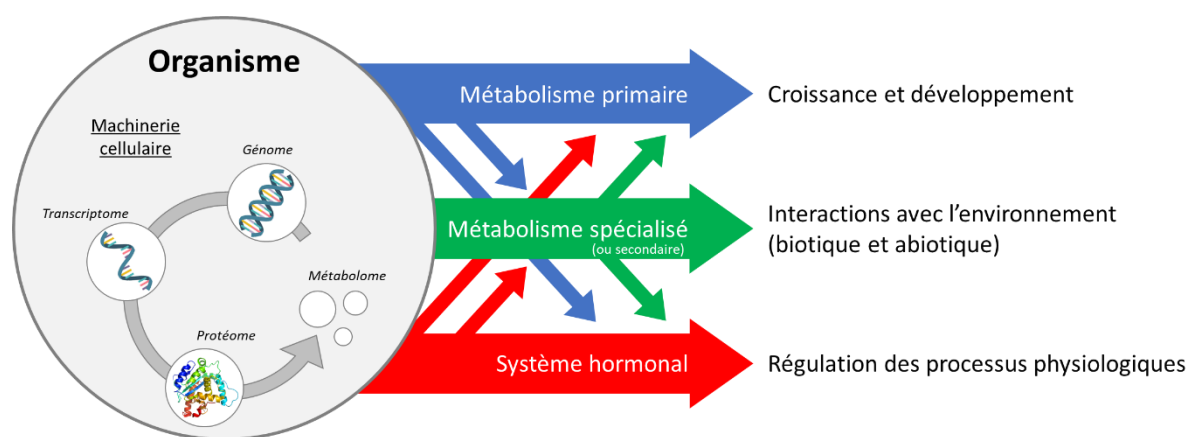 Organisme
Machinerie
cellulaire
Génome
Transcriptome
Métabolome
Protéome
Métabolisme primaire
Croissance et développement
Métabolisme spécialisé
(ou secondaire)
Interactions avec l’environnement
(biotique et abiotique)
Système hormonal
Régulation des processus physiologiques